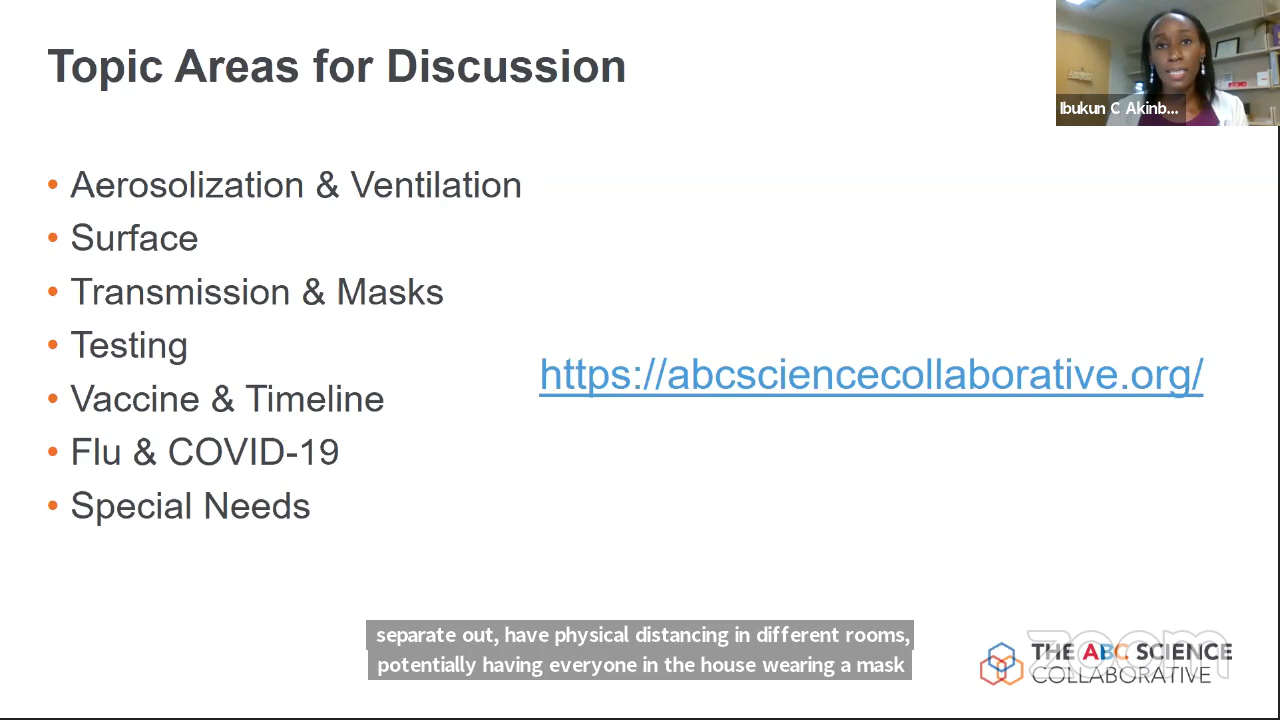 Topic Areas for Discussion
Ibukun C Akinb...
• Aerosolization & Ventilation
• Surface
• Transmission & Masks
• Testing
• Vaccine & Timeline
• Flu & COVID-19
• Special Needs
https://abcsciencecollaborative.org/
separate out, have physical distancing in different rooms,
potentially having everyone in the house wearing a mask
THE ABC SCIENCE
COLLABORATIVE
zoom